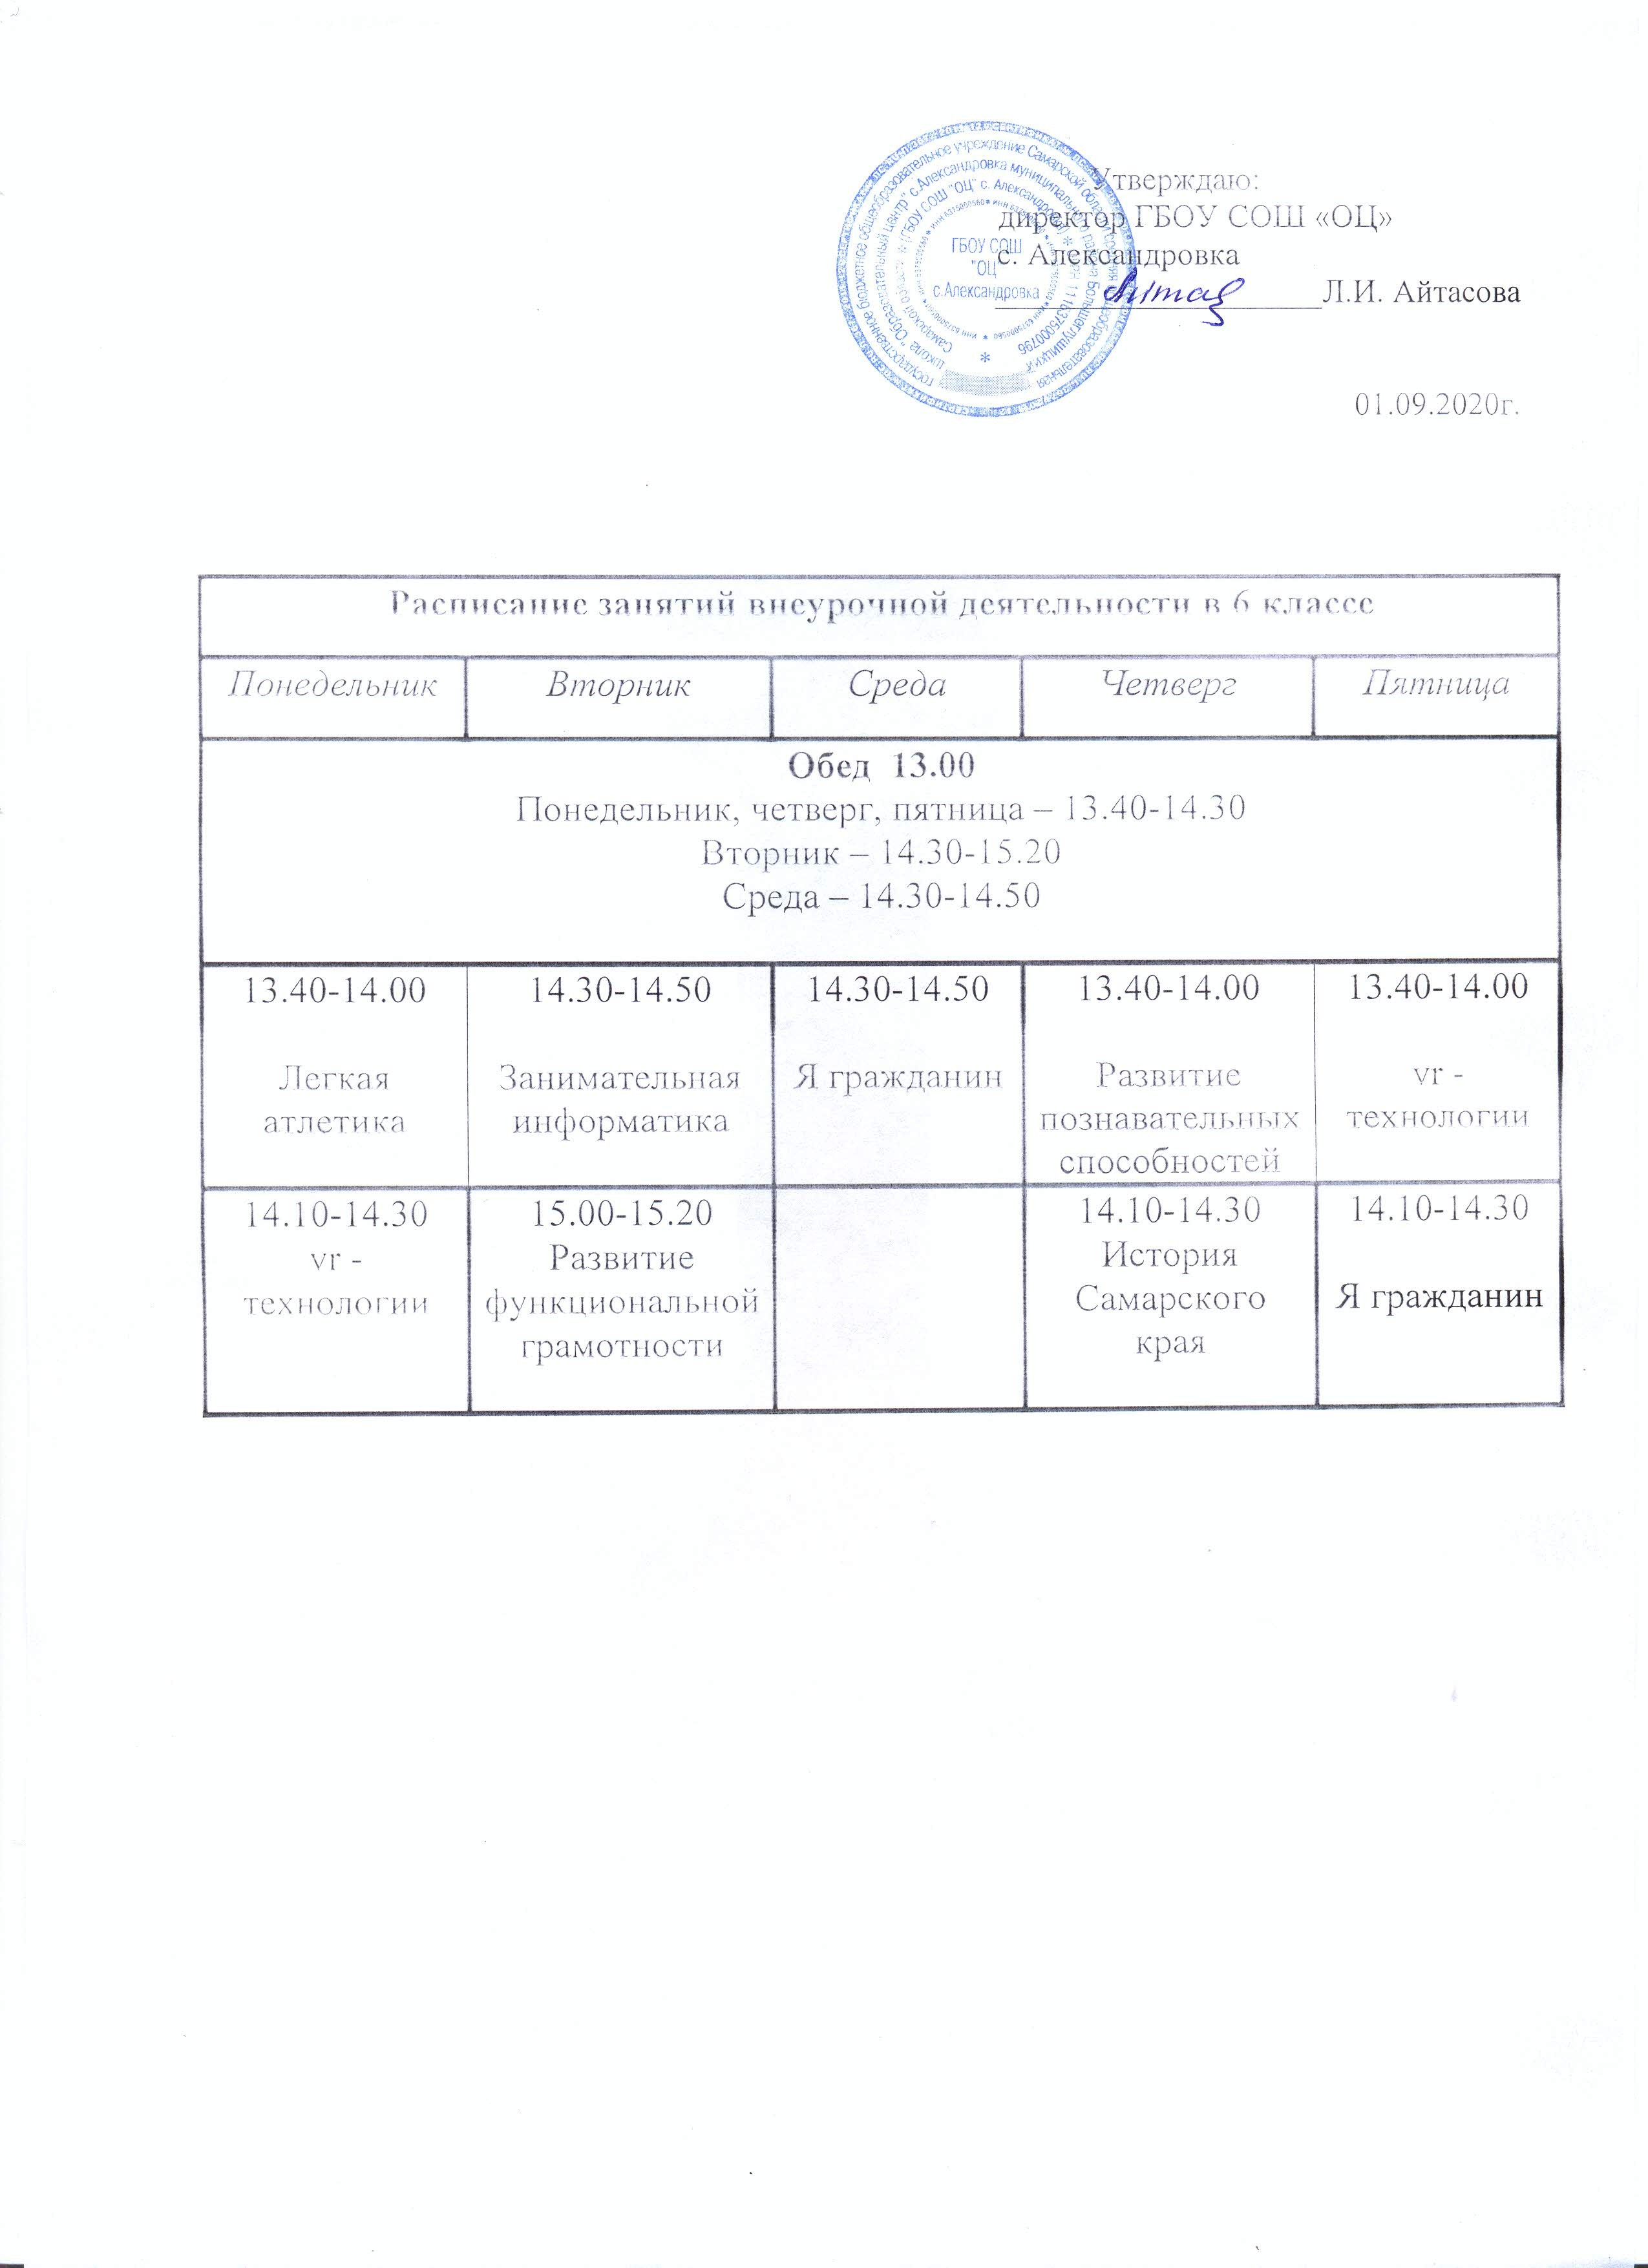 Утверждаю:
директор ГБОУ СОШ «ОЦ»
с. Александровка
Л.И. Айтасова
ГБОУ СОШ
"ОЦ"
с.Александровка
01.09.2020г.
Расписание занятий внеурочной деятельности в 6 классе
Понедельник Вторник Среда Четверг Пятница
Обед 13.00
Понедельник, четверг, пятница – 13.40-14.30
Вторник – 14.30-15.20
Среда – 14.30-14.50
13.40-14.00
Легкая
атлетика
14.30-14.50
Занимательная
информатика
14.30-14.50
Я гражданин
13.40-14.00
Развитие
познавательных
способностей
13.40-14.00
vr -
технологии
14.10-14.30
vr -
технологии
15.00-15.20
Развитие
функциональной
грамотности
14.10-14.30
История
Самарского
края
14.10-14.30
Я гражданин